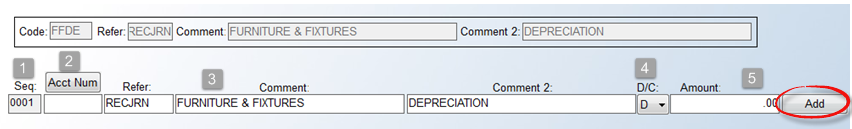 Code: FFDE Refer: RECJRN Comment: FURNITURE & FIXTURES Comment 2: DEPRECIATION
1 2 3 4 5
Seq: Acct Num Refer: Comment: Comment 2: D/C: Amount:
0001 RECJRN FURNITURE & FIXTURES DEPRECIATION D .00 Add